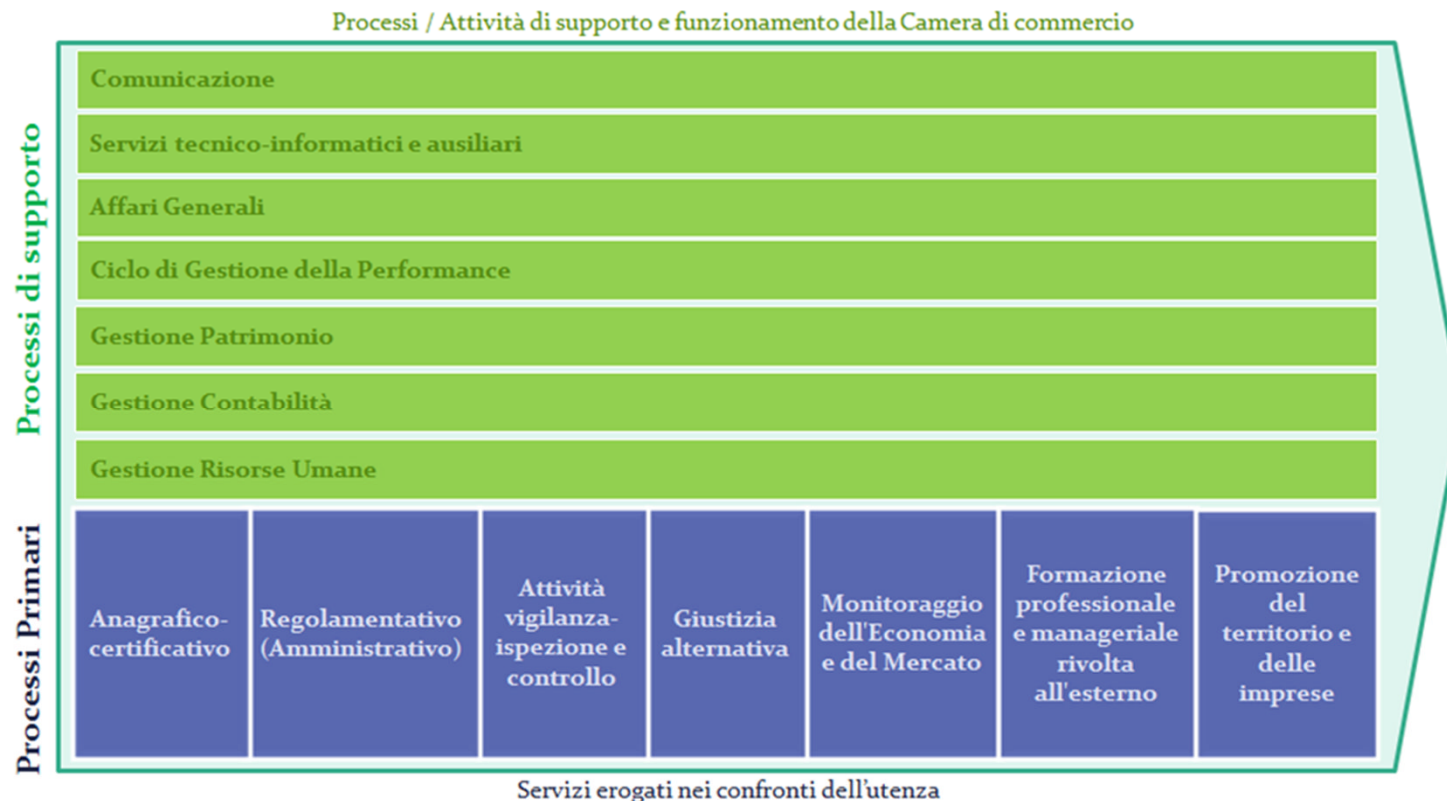 Processi / Attività di supporto e funzionamento della Camera di commercio
Processi di supporto
Comunicazione
Servizi tecnico-informatici e ausiliari
Affari Generali
Ciclo di Gestione della Performance
Gestione Patrimonio
Gestione Contabilità
Gestione Risorse Umane
Processi Primari
Anagrafico-
certificativo
Regolamentativo
(Amministrativo)
Attività
vigilanza-
ispezione e
controllo
Giustizia
alternativa
Monitoraggio
dell'Economia
e del Mercato
Formazione
professionale
e manageriale
rivolta
all'esterno
Promozione
del
territorio e
delle
imprese
Servizi erogati nei confronti dell'utenza